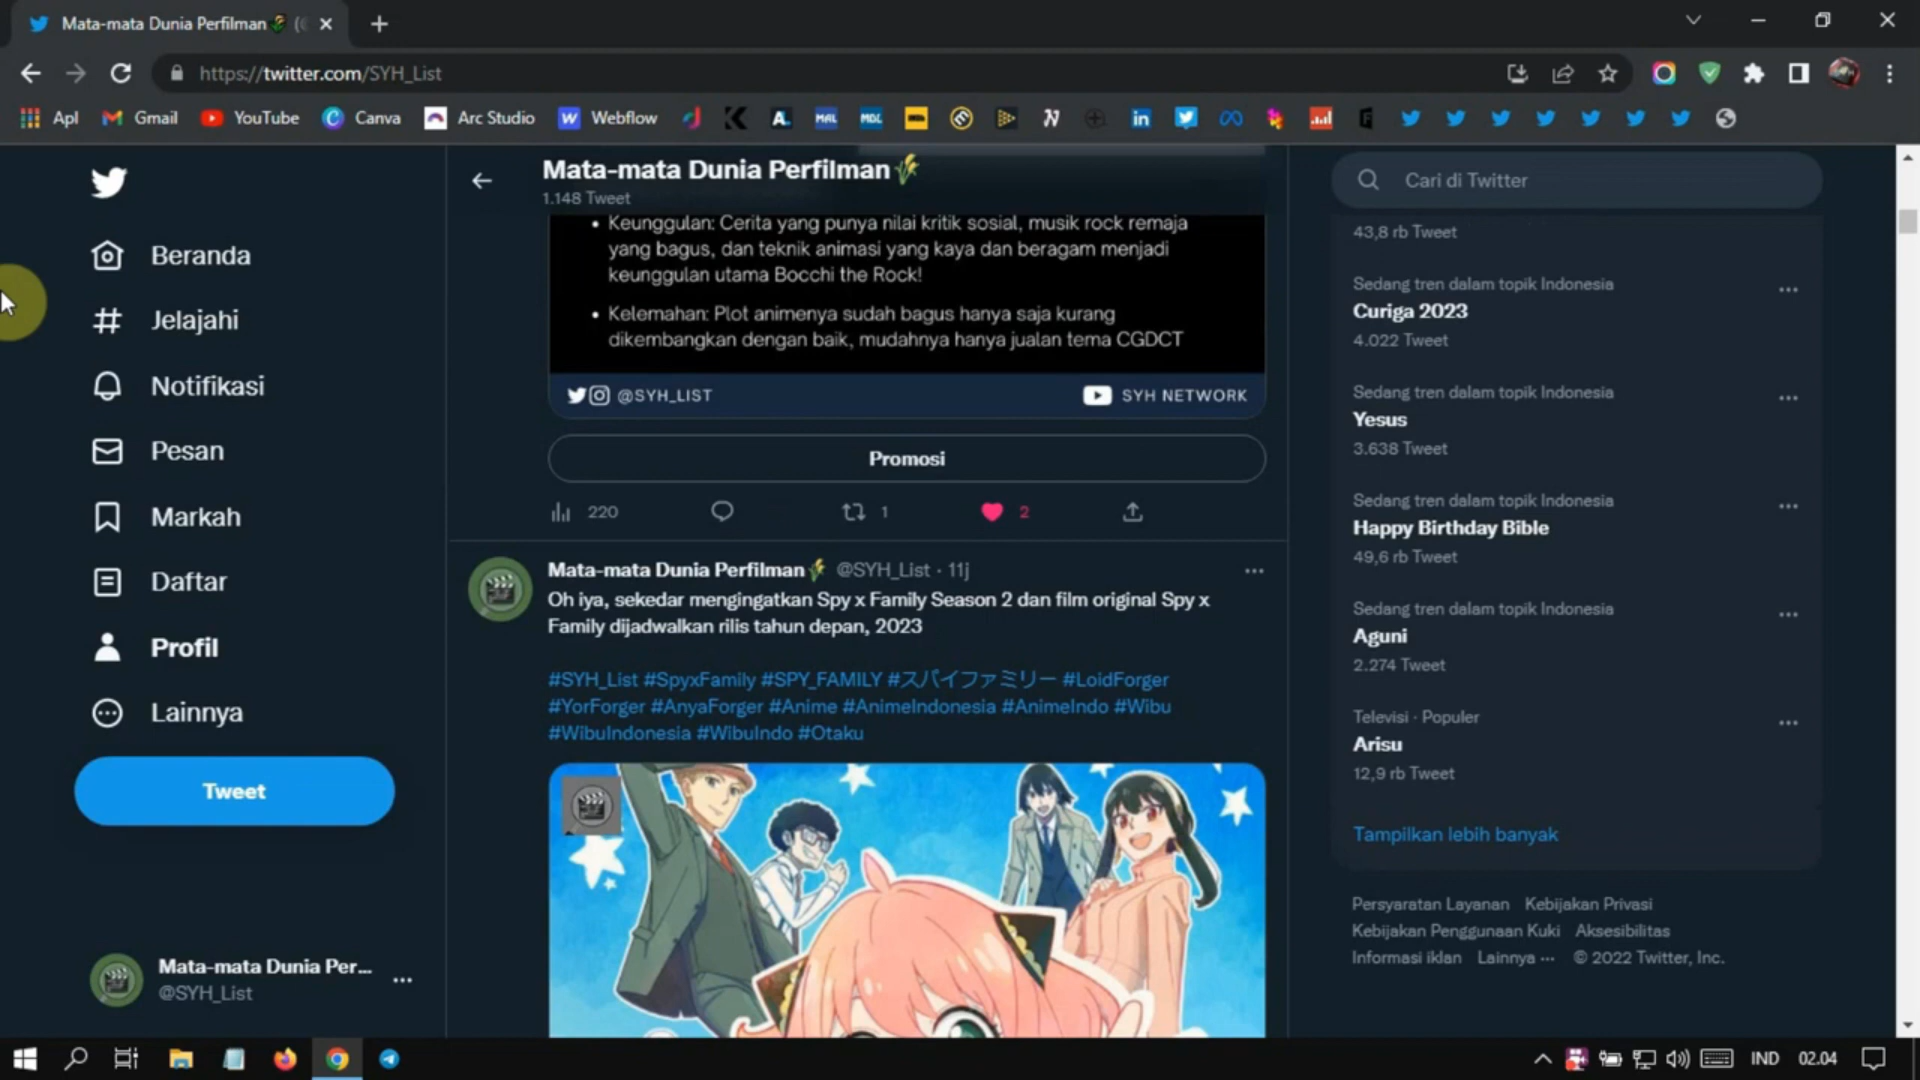 Mata-mata Dunia Perfilman
https://twitter.com/SYH_List
Apl
Gmail
YouTube
Canva
Arc Studio
Webflow
MAL
MDL
Mata-mata Dunia Perfilman
1.148 Tweet
Cari di Twitter
Beranda
Jelajahi
Notifikasi
Pesan
Markah
Daftar
Profil
Lainnya
Tweet
Mata-mata Dunia Per...
@SYH_List
• Keunggulan: Cerita yang punya nilai kritik sosial, musik rock remaja
yang bagus, dan teknik animasi yang kaya dan beragam menjadi
keunggulan utama Bocchi the Rock!
• Kelemahan: Plot animenya sudah bagus hanya saja kurang
dikembangkan dengan baik, mudahnya hanya jualan tema CGDCT
@SYH_LIST
SYH NETWORK
Promosi
220
1
2
Mata-mata Dunia Perfilman @SYH_List · 11j
Oh iya, sekedar mengingatkan Spy x Family Season 2 dan film original Spy x
Family dijadwalkan rilis tahun depan, 2023
#SYH_List #SpyxFamily #SPY_FAMILY #スパイファミリー #LoidForger
#YorForger #AnyaForger #Anime #AnimeIndonesia #AnimeIndo #Wibu
#WibuIndonesia #WibuIndo #Otaku
43,8 rb Tweet
Sedang tren dalam topik Indonesia
Curiga 2023
4.022 Tweet
Sedang tren dalam topik Indonesia
Yesus
3.638 Tweet
Sedang tren dalam topik Indonesia
Happy Birthday Bible
49,6 rb Tweet
Sedang tren dalam topik Indonesia
Aguni
2.274 Tweet
Televisi · Populer
Arisu
12,9 rb Tweet
Tampilkan lebih banyak
Persyaratan Layanan Kebijakan Privasi
Kebijakan Penggunaan Kuki Aksesibilitas
Informasi iklan Lainnya ··· © 2022 Twitter, Inc.
IND
02.04